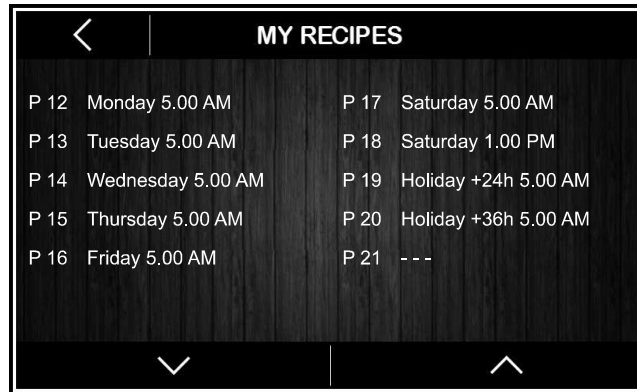 MY RECIPES
P 12 Monday 5.00 AM
P 13 Tuesday 5.00 AM
P 14 Wednesday 5.00 AM
P 15 Thursday 5.00 AM
P 16 Friday 5.00 AM
P 17 Saturday 5.00 AM
P 18 Saturday 1.00 PM
P 19 Holiday +24h 5.00 AM
P 20 Holiday +36h 5.00 AM
P 21 - - -